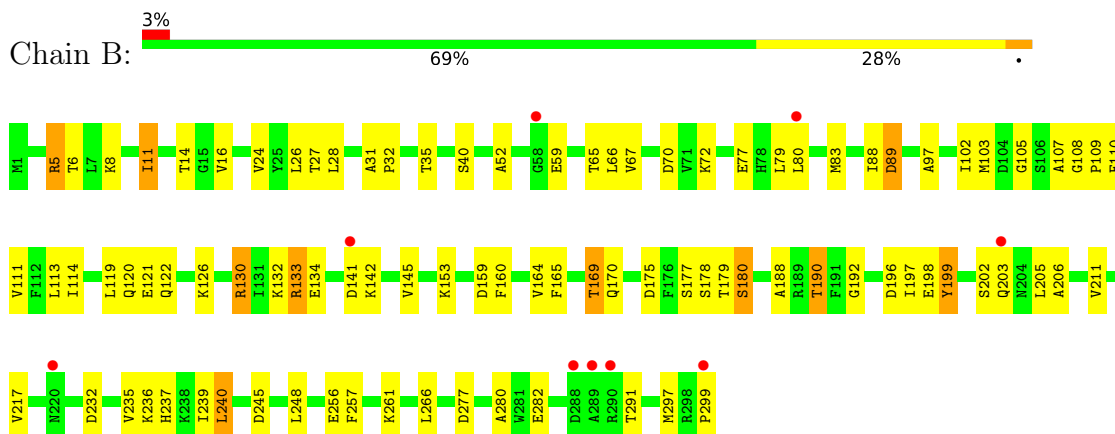 3%
Chain B:
69% 28% •
M1 R5 T6 L7 K8 I11 T14 G15 V16 V24 Y25 L26 T27 L28 A31 P32 T35 S40 A52 G58 E59 T65 L66 V67 D70 V71 K72 E77 H78 L79 L80 M83 I88 D89 A97 I102 M103 D104 G105 S106 A107 G108 P109
V111 F112 L113 I114 L119 Q120 E121 Q122 K126 R130 I131 K132 R133 E134 D141 K142 V145 K153 D159 F160 V164 F165 T169 Q170 D175 F176 S177 S178 T179 S180 A188 R189 T190 F191 G192 D196 I197 E198 Y199 S202 Q203 N204 L205 A206 V211
V217 N220 D232 V235 K236 H237 K238 I239 L240 D245 L248 E256 F257 K261 L266 D277 A280 W281 E282 D288 A289 R290 T291 M297 R298 P299